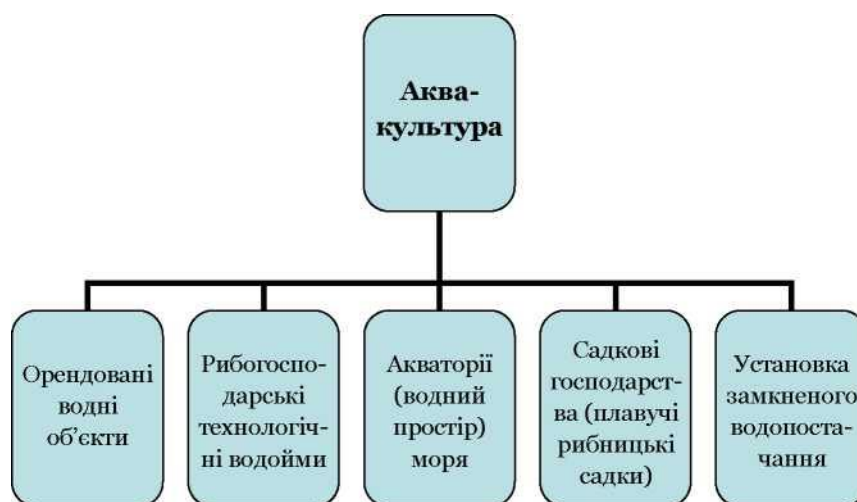 Аква-
культура
Орендовані
водні
об’єкти
Рибогоспо-
дарські
технологіч-
ні водойми
Акваторії
(водний
простір)
моря
Садкові
господарст-
ва (плавучі
рибницькі
садки)
Установка
замкненого
водопоста-
чання